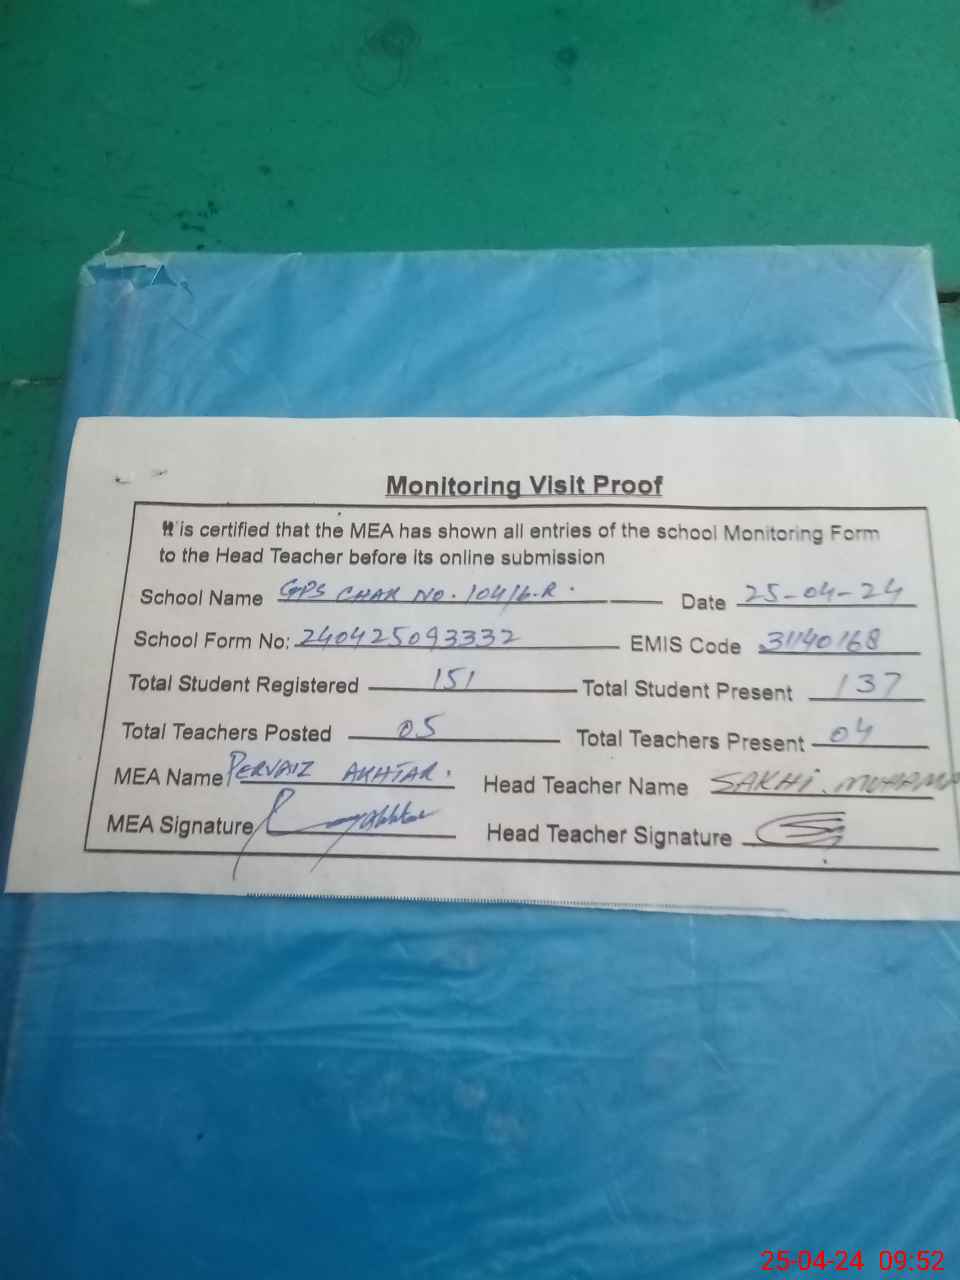 Monitoring Visit Proof
It is certified that the MEA has shown all entries of the school Monitoring Form
to the Head Teacher before its online submission
School Name GPS CHAK NO. 104/6.R. Date 25-04-24
School Form No: 240425093332 EMIS Code 31140168
Total Student Registered 151 Total Student Present 137
Total Teachers Posted 05 Total Teachers Present 04
MEA Name PERVAIZ AKHTAR. Head Teacher Name SAKHI. MUHAMM
MEA Signature Head Teacher Signature
25-04-24 09:52